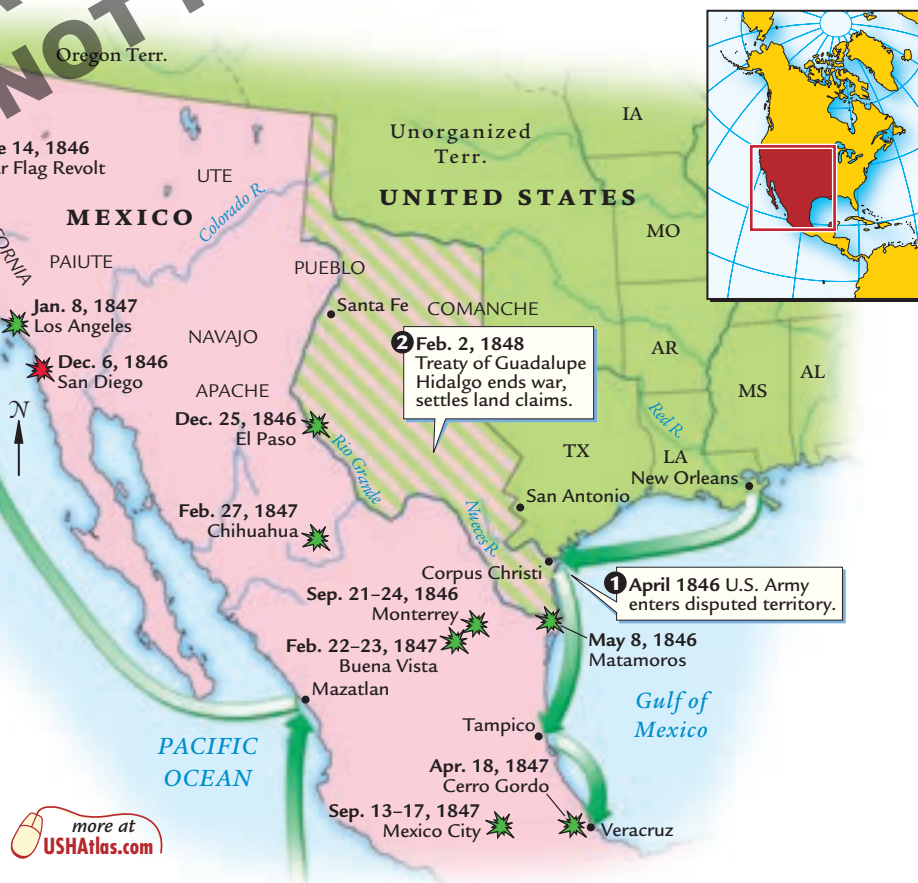 NOT
Oregon Terr.
IA
Unorganized
Terr.
e 14, 1846
r Flag Revolt
UTE
UNITED STATES
MEXICO
Colorado R.
MO
ORNIA
PAIUTE
PUEBLO
Jan. 8, 1847
Los Angeles
Santa Fe
COMANCHE
NAVAJO
2 Feb. 2, 1848
Treaty of Guadalupe
Hidalgo ends war,
settles land claims.
AR
AL
MS
Dec. 6, 1846
San Diego
APACHE
N
Dec. 25, 1846
El Paso
Rio Grande
Red R.
TX
LA
New Orleans
San Antonio
Feb. 27, 1847
Chihuahua
Nueces R.
Corpus Christi
1 April 1846 U.S. Army
enters disputed territory.
Sep. 21–24, 1846
Monterrey
Feb. 22–23, 1847
Buena Vista
May 8, 1846
Matamoros
Mazatlan
Gulf of
Mexico
Tampico
PACIFIC
OCEAN
Apr. 18, 1847
Cerro Gordo
Sep. 13–17, 1847
Mexico City
Veracruz
more at
USHAtlas.com